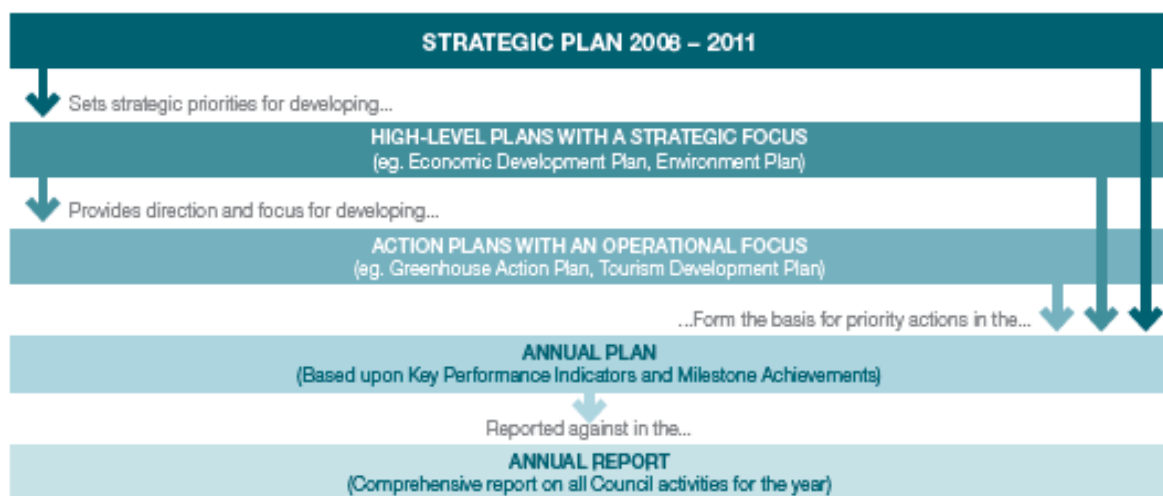 STRATEGIC PLAN 2008 – 2011
Sets strategic priorities for developing...
HIGH-LEVEL PLANS WITH A STRATEGIC FOCUS
(eg. Economic Development Plan, Environment Plan)
Provides direction and focus for developing...
ACTION PLANS WITH AN OPERATIONAL FOCUS
(eg. Greenhouse Action Plan, Tourism Development Plan)
...Form the basis for priority actions in the...
ANNUAL PLAN
(Based upon Key Performance Indicators and Milestone Achievements)
Reported against in the...
ANNUAL REPORT
(Comprehensive report on all Council activities for the year)